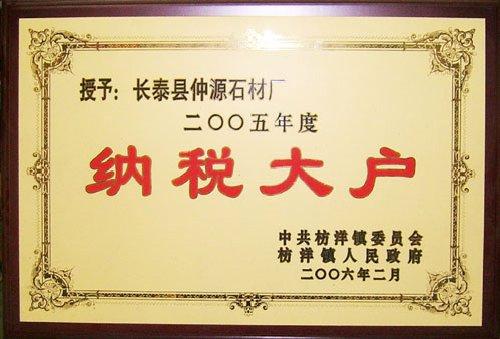 授予：长泰县仲源石材厂
二〇〇五年度
纳税大户
中共枋洋镇委员会
枋洋镇人民政府
二〇〇六年二月